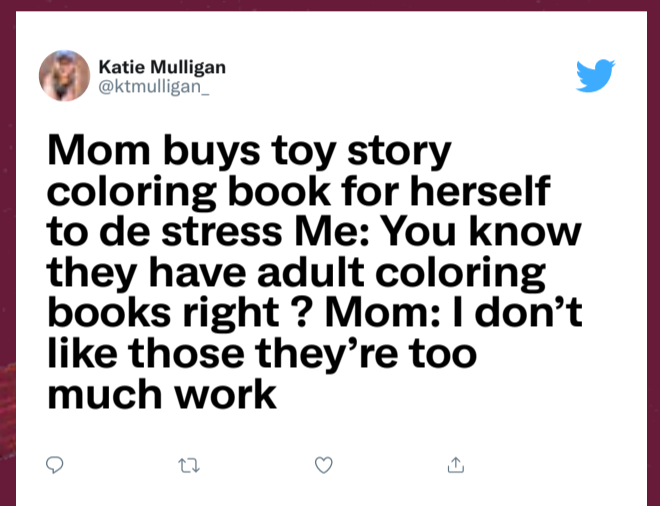 Katie Mulligan
@ktmulligan_
Mom buys toy story
coloring book for herself
to de stress Me: You know
they have adult coloring
books right ? Mom: I don’t
like those they’re too
much work